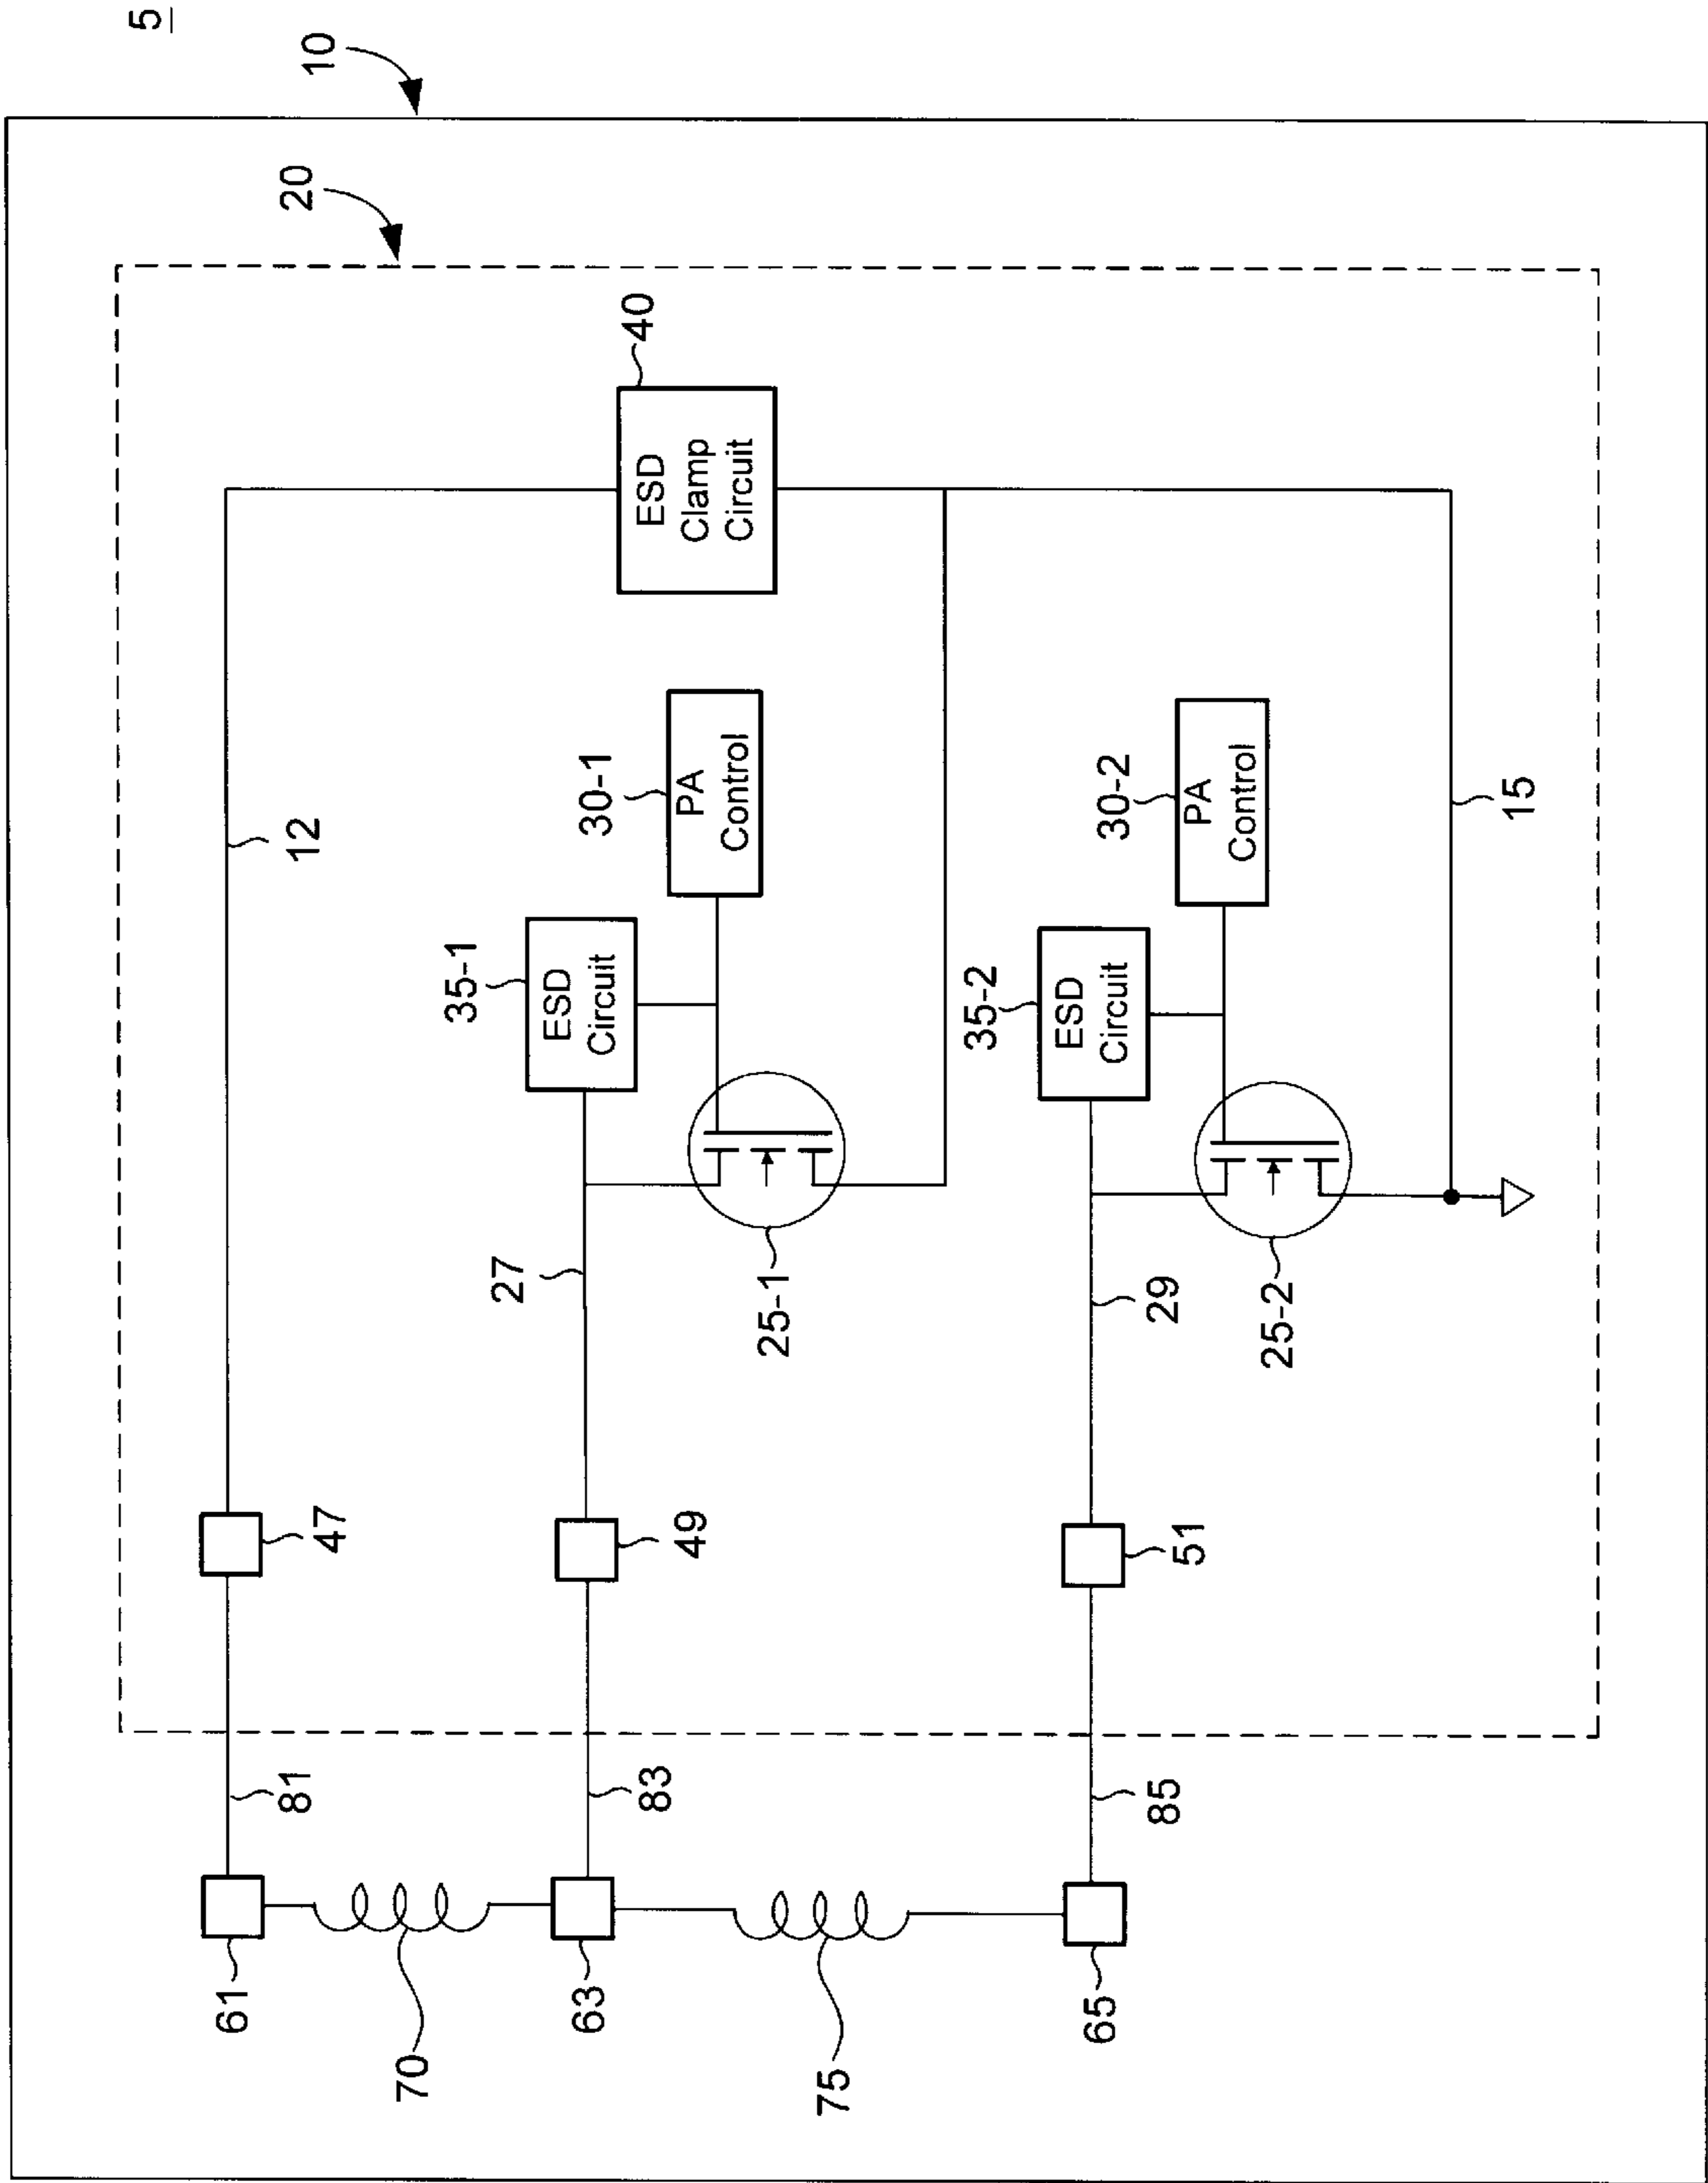 5
10
20
40
ESD
Clamp
Circuit
12
30-1
PA
Control
35-1
ESD
Circuit
30-2
PA
Control
15
35-2
ESD
Circuit
27
25-1
29
25-2
47
49
51
81
83
85
61
63
65
70
75